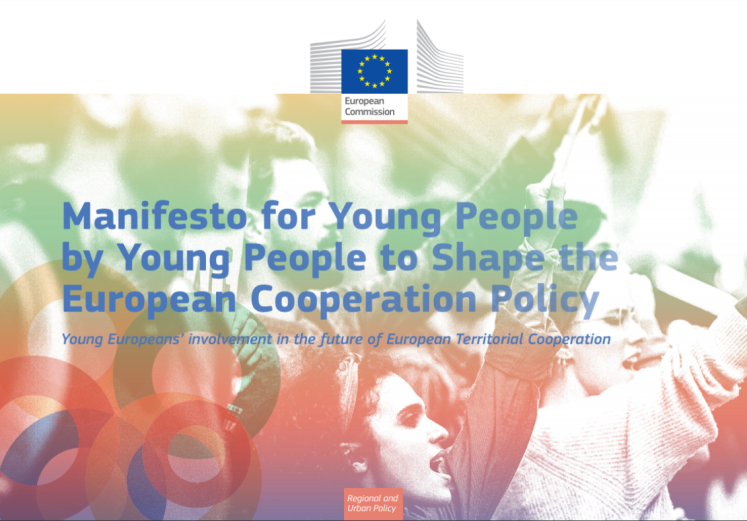 European
Commission
Manifesto for Young People
by Young People to Shape the
European Cooperation Policy
Young Europeans' involvement in the future of European Territorial Cooperation
Regional and
Urban Policy